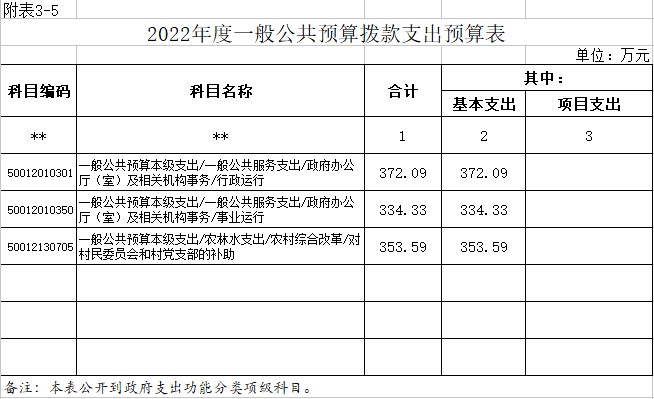 附表3-5
2022年度一般公共预算拨款支出预算表
单位：万元
科目编码 科目名称 合计 其中：
基本支出 项目支出
** ** 1 2 3
50012010301 一般公共预算本级支出/一般公共服务支出/政府办公厅（室）及相关机构事务/行政运行 372.09 372.09
50012010350 一般公共预算本级支出/一般公共服务支出/政府办公厅（室）及相关机构事务/事业运行 334.33 334.33
50012130705 一般公共预算本级支出/农林水支出/农村综合改革/对村民委员会和村党支部的补助 353.59 353.59
备注：本表公开到政府支出功能分类项级科目。